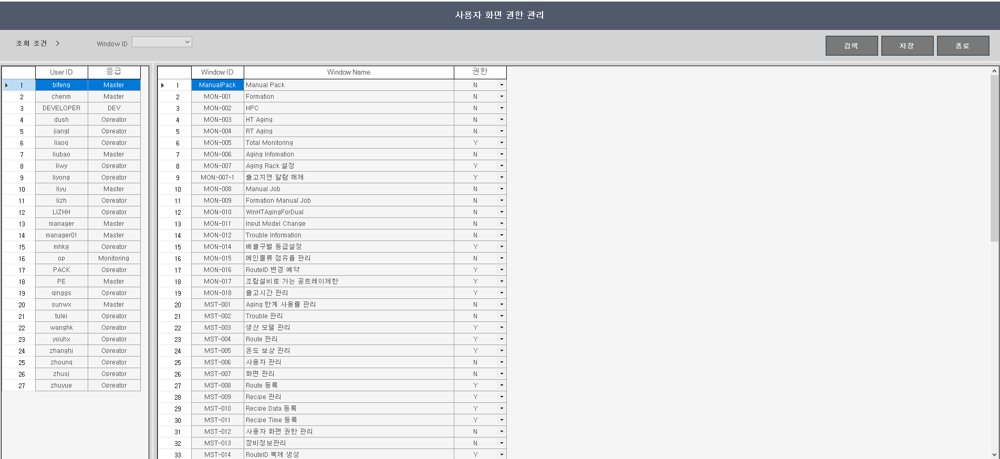 사용자 화면 권한 관리
조회 조건 >
Window ID
검색
저장
종료
User ID 등급
1 bifeng Master
2 chenm Master
3 DEVELOPER DEV
4 dush Opreator
5 jiangl Opreator
6 liaoq Opreator
7 liubao Master
8 liwy Opreator
9 liyong Opreator
10 liyu Master
11 lizh Opreator
12 LIZHH Opreator
13 manager Master
14 manager01 Master
15 mhkg Opreator
16 op Monitoring
17 PACK Opreator
18 PE Master
19 qinggs Opreator
20 sunwx Master
21 tulei Opreator
22 wanghk Opreator
23 youhx Opreator
24 zhanghj Opreator
25 zhounq Opreator
26 zhusj Opreator
27 zhuyue Opreator
Window ID Window Name 권한
1 ManualPack Manual Pack N
2 MON-001 Formation N
3 MON-002 HPC N
4 MON-003 HT Aging N
5 MON-004 RT Aging N
6 MON-005 Total Monitoring Y
7 MON-006 Aging Infomation N
8 MON-007 Aging Rack 설정 Y
9 MON-007-1 출고지연 알람 해제 Y
10 MON-008 Manual Job N
11 MON-009 Formation Manual Job N
12 MON-010 WinHTAgingForDual N
13 MON-011 Input Model Change N
14 MON-012 Trouble Information N
15 MON-014 배출구별 등급설정 Y
16 MON-015 메인물류 점유율 관리 N
17 MON-016 RouteID 변경 예약 Y
18 MON-017 조립설비로 가는 공트레이제한 Y
19 MON-018 출고시간 관리 Y
20 MST-001 Aging 한계 사용률 관리 N
21 MST-002 Trouble 관리 N
22 MST-003 생산 모델 관리 Y
23 MST-004 Route 관리 Y
24 MST-005 온도 보상 관리 Y
25 MST-006 사용자 관리 N
26 MST-007 화면 관리 N
27 MST-008 Route 등록 Y
28 MST-009 Recipe 관리 Y
29 MST-010 Recipe Data 등록 Y
30 MST-011 Recipe Time 등록 Y
31 MST-012 사용자 화면 권한 관리 N
32 MST-013 장비정보관리 N
33 MST-014 RouteID 복제 생성 Y